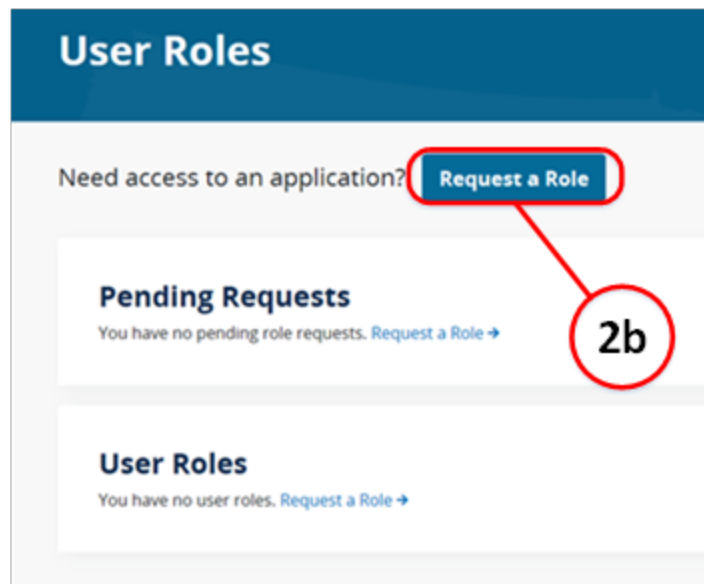 User Roles
Need access to an application? Request a Role
Pending Requests
You have no pending role requests. Request a Role →
2b
User Roles
You have no user roles. Request a Role →